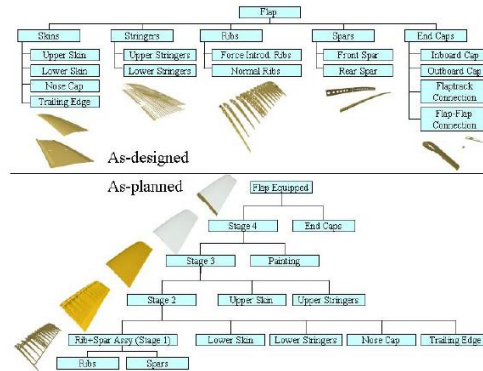 Flap
Skins
Stringers
Ribs
Spars
End Caps
Upper Skin
Upper Stringers
Force Introd. Ribs
Front Spar
Inboard Cap
Lower Skin
Lower Stringers
Normal Ribs
Rear Spar
Outboard Cap
Nose Cap
Flaptrack
Connection
Trailing Edge
Flap-Flap
Connection
As-designed
As-planned
Flap Equipped
Stage 4
End Caps
Stage 3
Painting
Stage 2
Upper Skin
Upper Stringers
Rib+Spar Assy (Stage 1)
Lower Skin
Lower Stringers
Nose Cap
Trailing Edge
Ribs
Spars